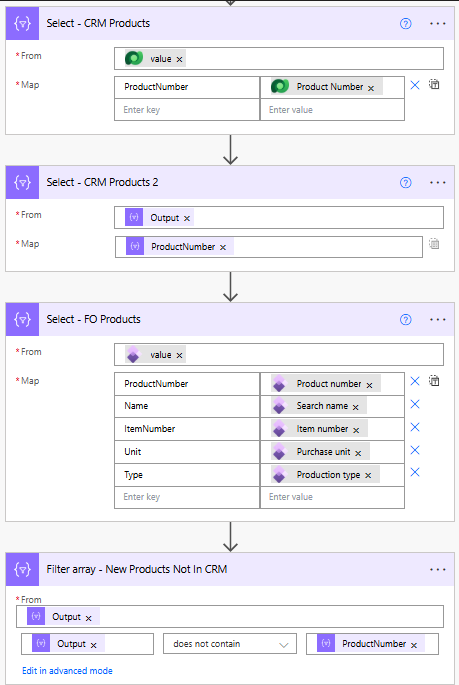 Select - CRM Products
* From
value ×
* Map
ProductNumber
Product Number ×
Enter key
Enter value
Select - CRM Products 2
* From
Output ×
* Map
ProductNumber ×
Select - FO Products
* From
value ×
* Map
ProductNumber
Product number ×
Name
Search name ×
ItemNumber
Item number ×
Unit
Purchase unit ×
Type
Production type ×
Enter key
Enter value
Filter array - New Products Not In CRM
* From
Output ×
Output ×
does not contain
ProductNumber ×
Edit in advanced mode